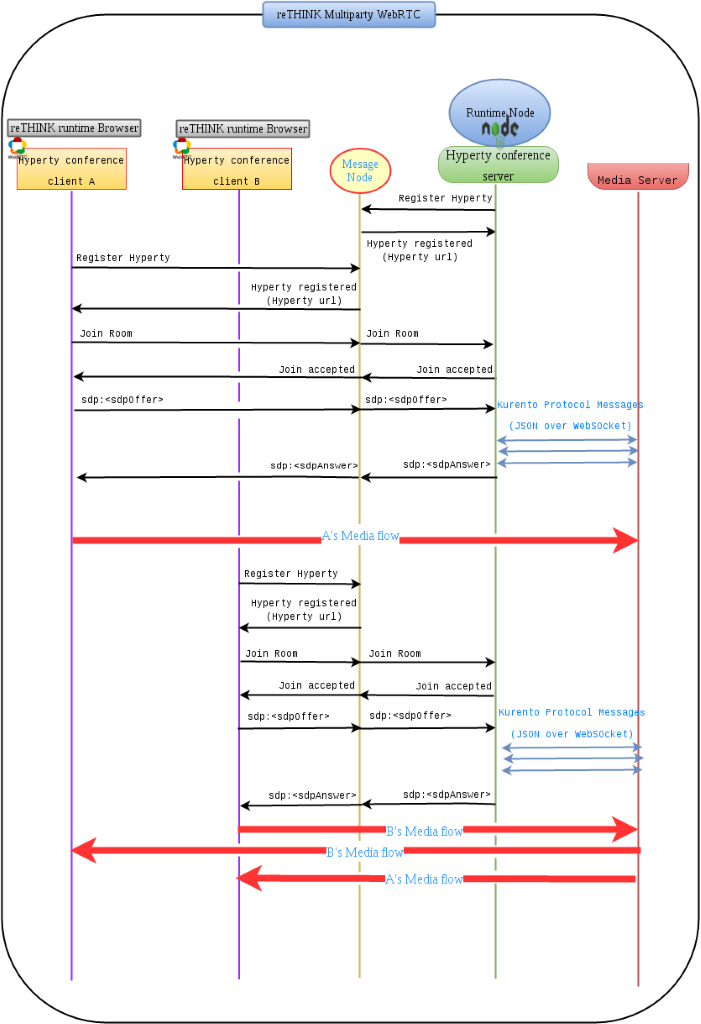 reTHINK Multiparty WebRTC
Runtime Node
node
reTHINK runtime Browser
reTHINK runtime Browser
Hyperty conference
client A
Hyperty conference
client B
Mesage
Node
Hyperty conference
server
Media Server
Register Hyperty
Hyperty registered
(Hyperty url)
Register Hyperty
Hyperty registered
(Hyperty url)
Join Room
Join Room
Join accepted
Join accepted
sdp:<sdpOffer>
sdp:<sdpOffer>
Kurento Protocol Messages
(JSON over WebSOcket)
sdp:<sdpAnswer>
sdp:<sdpAnswer>
A's Media flow
Register Hyperty
Hyperty registered
(Hyperty url)
Join Room
Join Room
Join accepted
Join accepted
sdp:<sdpOffer>
sdp:<sdpOffer>
Kurento Protocol Messages
(JSON over WebSOcket)
sdp:<sdpAnswer>
sdp:<sdpAnswer>
B's Media flow
B's Media flow
A's Media flow